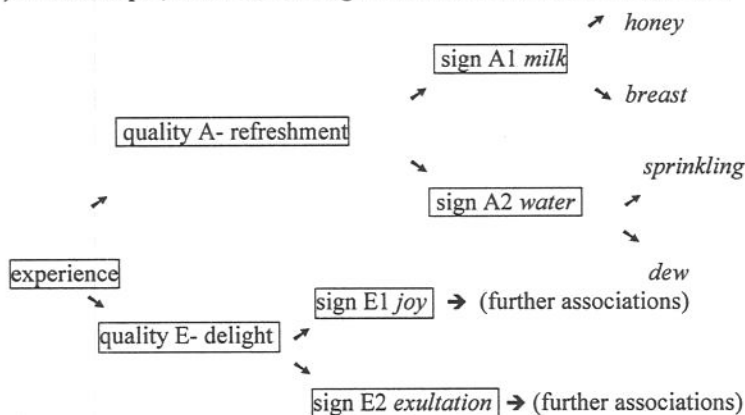 honey
sign A1 milk
breast
quality A- refreshment
sprinkling
sign A2 water
experience
dew
sign E1 joy → (further associations)
quality E- delight
sign E2 exultation → (further associations)